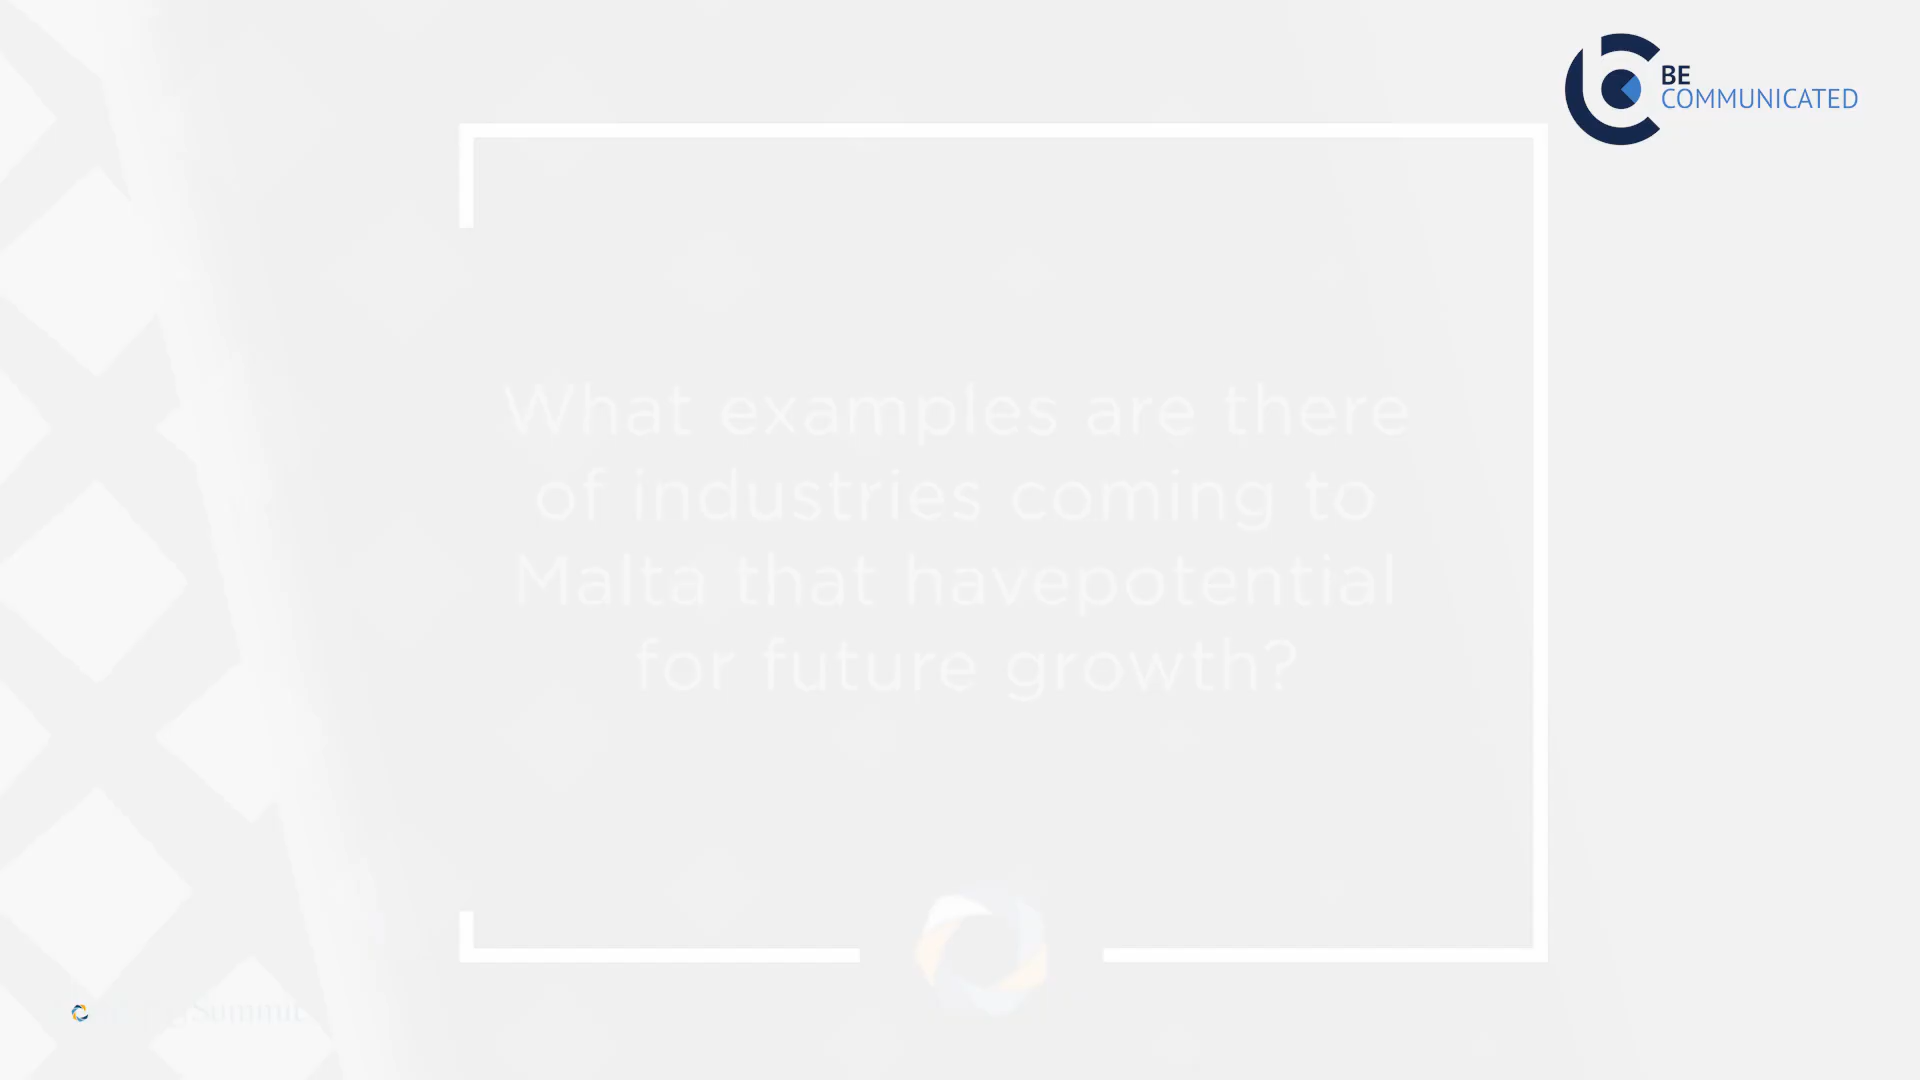 BE
COMMUNICATED
What examples are there
of industries coming to
Malta that havepotential
for future growth?